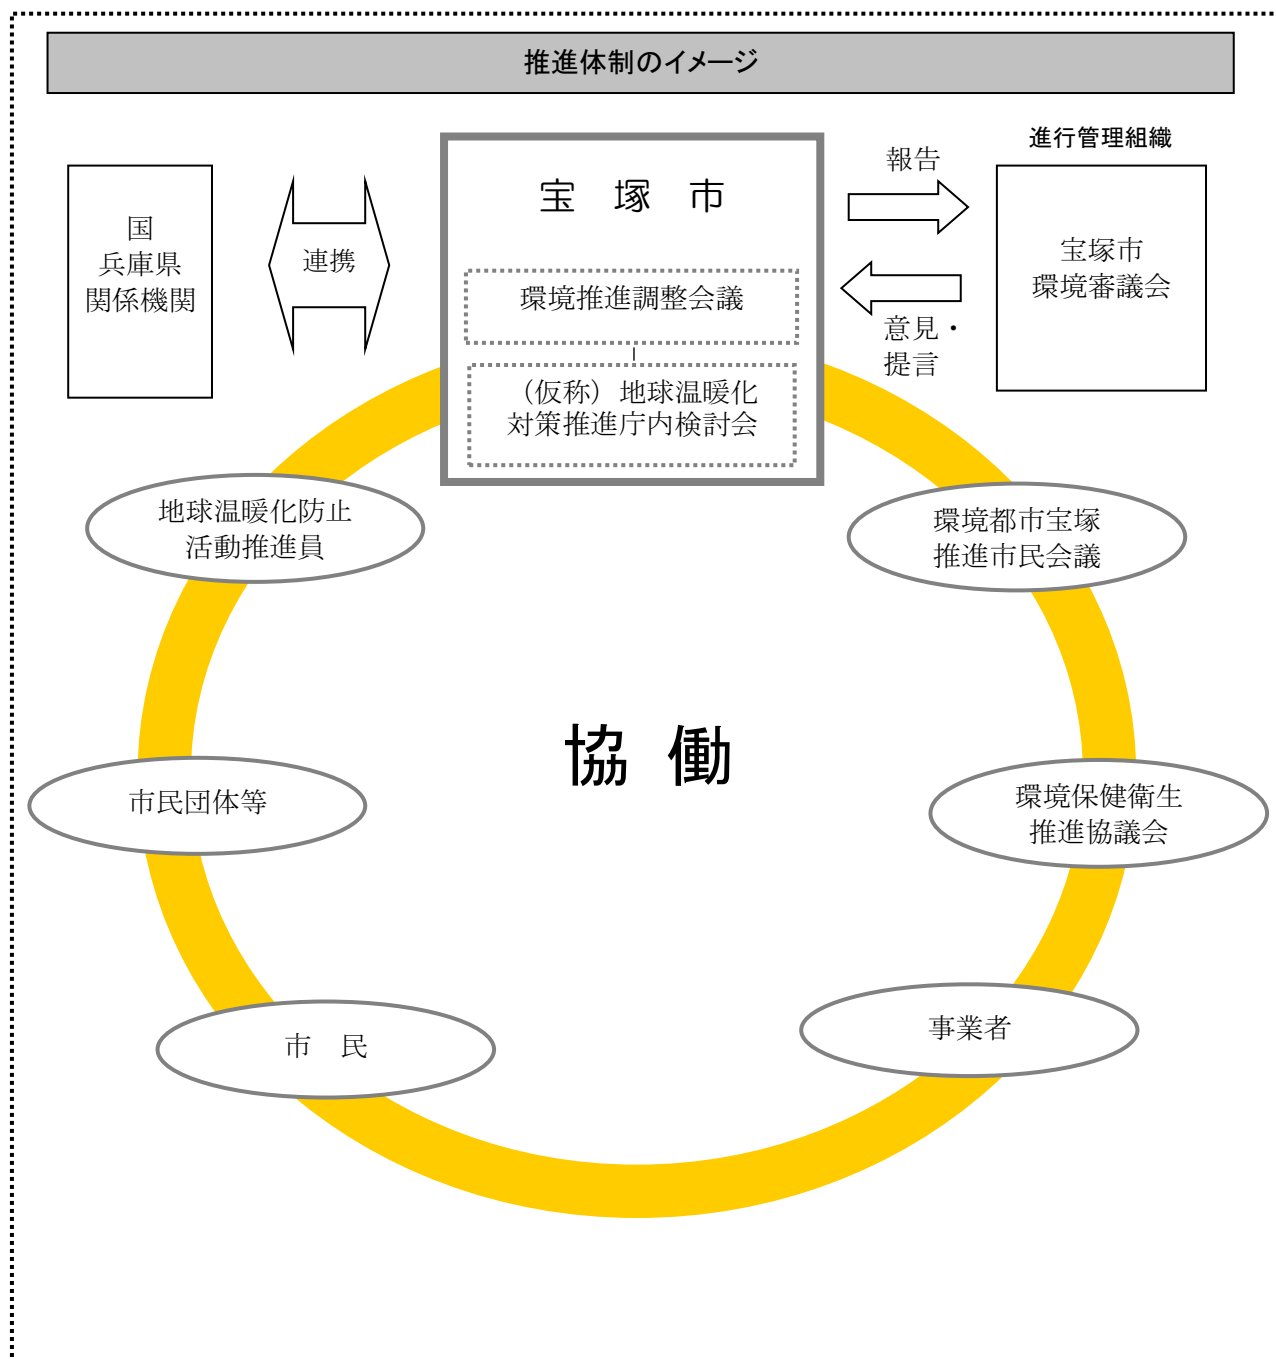 推進体制のイメージ
国
兵庫県
関係機関
連携
宝　塚　市
環境推進調整会議
（仮称）地球温暖化
対策推進庁内検討会
報告
意見・
提言
進行管理組織
宝塚市
環境審議会
地球温暖化防止
活動推進員
環境都市宝塚
推進市民会議
協 働
市民団体等
環境保健衛生
推進協議会
市　民
事業者